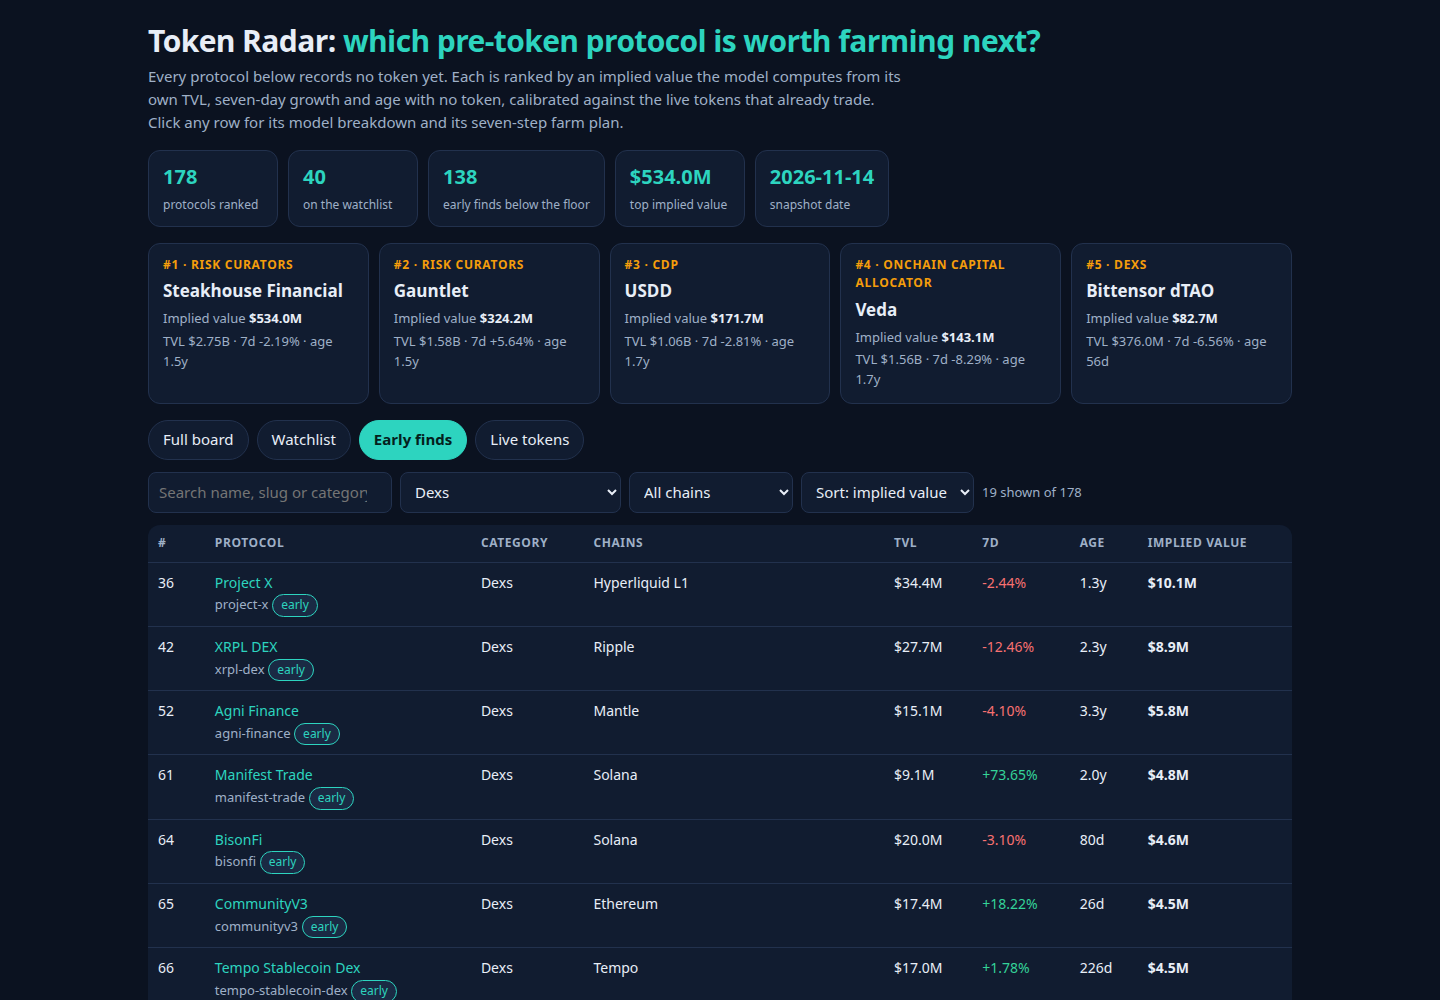 Token Radar: which pre-token protocol is worth farming next?
Every protocol below records no token yet. Each is ranked by an implied value the model computes from its
own TVL, seven-day growth and age with no token, calibrated against the live tokens that already trade.
Click any row for its model breakdown and its seven-step farm plan.
178
protocols ranked
40
on the watchlist
138
early finds below the floor
$534.0M
top implied value
2026-11-14
snapshot date
#1 · RISK CURATORS
Steakhouse Financial
Implied value $534.0M
TVL $2.75B · 7d -2.19% · age
1.5y
#2 · RISK CURATORS
Gauntlet
Implied value $324.2M
TVL $1.58B · 7d +5.64% · age
1.5y
#3 · CDP
USDD
Implied value $171.7M
TVL $1.06B · 7d -2.81% · age
1.7y
#4 · ONCHAIN CAPITAL
ALLOCATOR
Veda
Implied value $143.1M
TVL $1.56B · 7d -8.29% · age
1.7y
#5 · DEXS
Bittensor dTAO
Implied value $82.7M
TVL $376.0M · 7d -6.56% · age
56d
Full board Watchlist Early finds Live tokens
Search name, slug or category Dexs All chains Sort: implied value 19 shown of 178
# PROTOCOL CATEGORY CHAINS TVL 7D AGE IMPLIED VALUE
36 Project X Dexs Hyperliquid L1 $34.4M -2.44% 1.3y $10.1M
project-x early
42 XRPL DEX Dexs Ripple $27.7M -12.46% 2.3y $8.9M
xrpl-dex early
52 Agni Finance Dexs Mantle $15.1M -4.10% 3.3y $5.8M
agni-finance early
61 Manifest Trade Dexs Solana $9.1M +73.65% 2.0y $4.8M
manifest-trade early
64 BisonFi Dexs Solana $20.0M -3.10% 80d $4.6M
bisonfi early
65 CommunityV3 Dexs Ethereum $17.4M +18.22% 26d $4.5M
communityv3 early
66 Tempo Stablecoin Dex Dexs Tempo $17.0M +1.78% 226d $4.5M
tempo-stablecoin-dex early